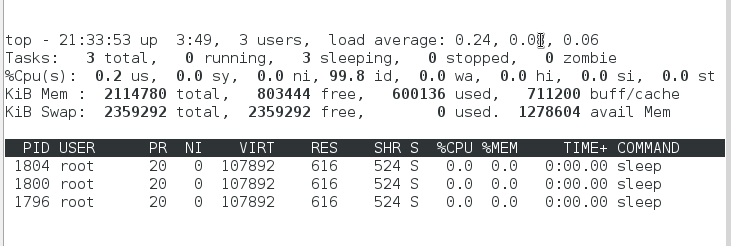 top - 21:33:53 up  3:49,  3 users,  load average: 0.24, 0.06
Tasks:   3 total,   0 running,   3 sleeping,   0 stopped,   0 zombie
%Cpu(s):  0.2 us,  0.0 sy,  0.0 ni, 99.8 id,  0.0 wa,  0.0 hi,  0.0 si,  0.0 st
KiB Mem :  2114780 total,   803444 free,   600136 used,   711200 buff/cache
KiB Swap:  2359292 total,  2359292 free,        0 used.  1278604 avail Mem
PID USER      PR  NI    VIRT    RES    SHR S  %CPU %MEM     TIME+ COMMAND
1804 root      20   0  107892    616    524 S   0.0  0.0   0:00.00 sleep
1800 root      20   0  107892    616    524 S   0.0  0.0   0:00.00 sleep
1796 root      20   0  107892    616    524 S   0.0  0.0   0:00.00 sleep